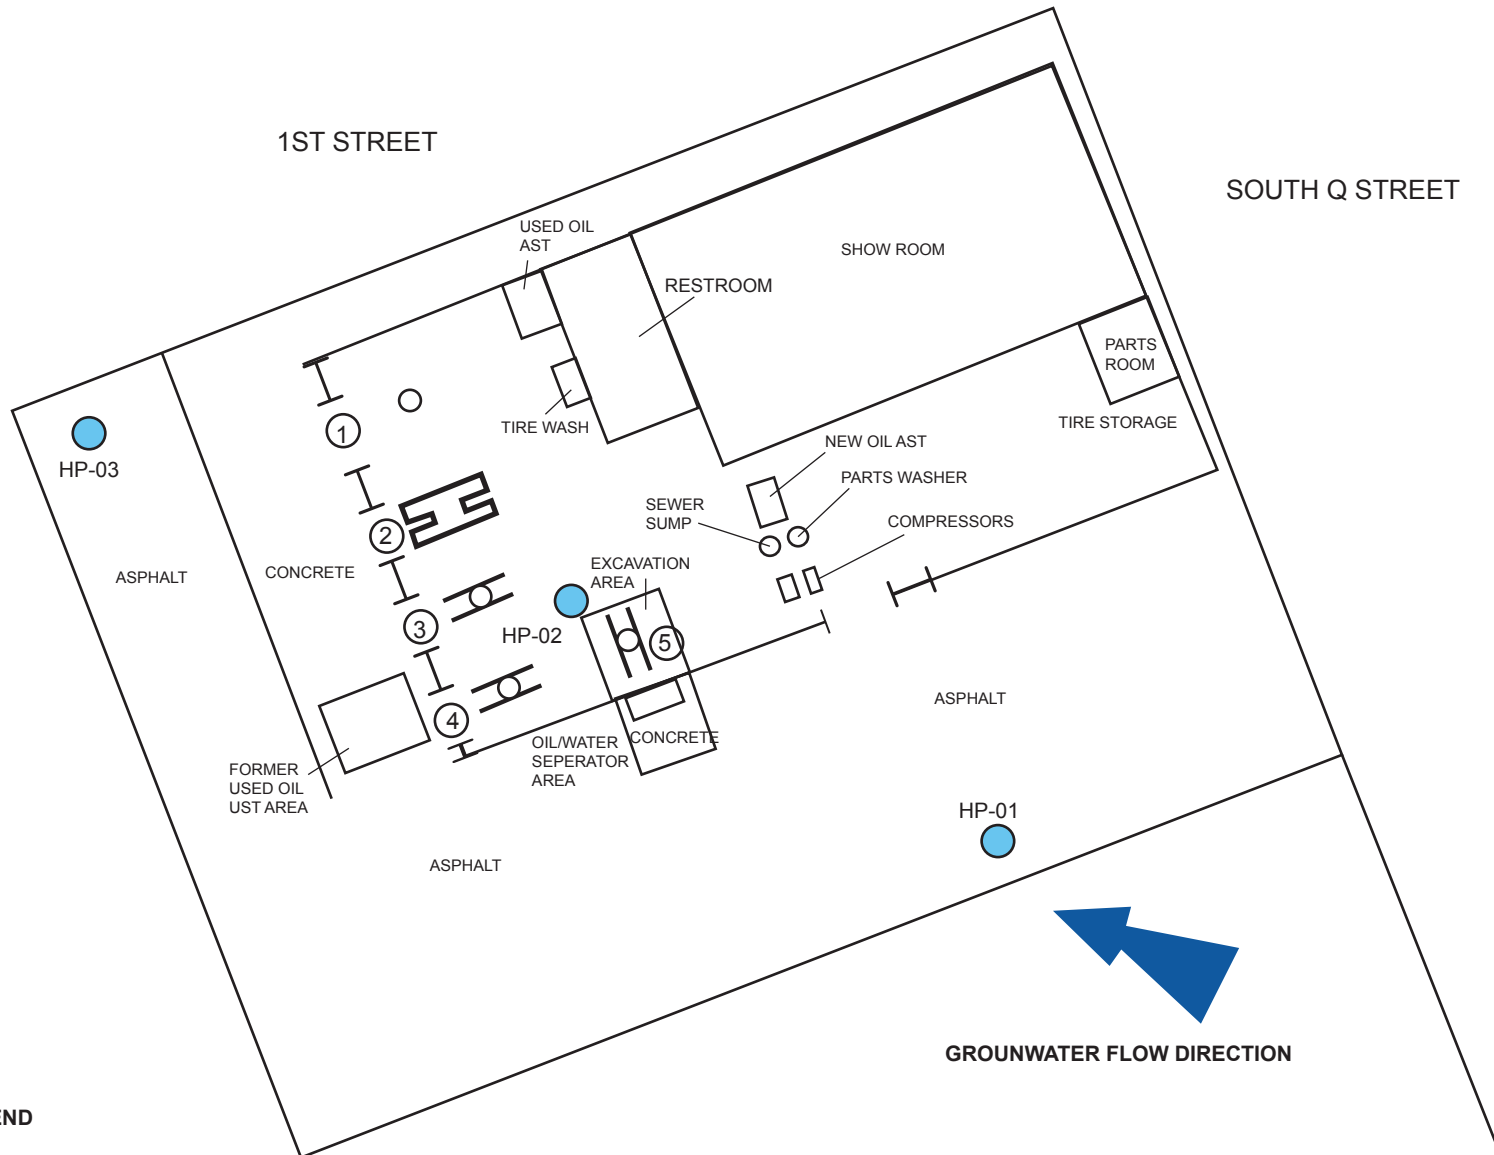 1ST STREET
SOUTH Q STREET
USED OIL
AST
SHOW ROOM
RESTROOM
PARTS
ROOM
TIRE STORAGE
TIRE WASH
1
HP-03
NEW OIL AST
PARTS WASHER
SEWER
SUMP
COMPRESSORS
2
EXCAVATION
AREA
ASPHALT
CONCRETE
3
HP-02
5
4
ASPHALT
OIL/WATER
SEPERATOR
AREA
CONCRETE
FORMER
USED OIL
UST AREA
HP-01
ASPHALT
GROUNWATER FLOW DIRECTION